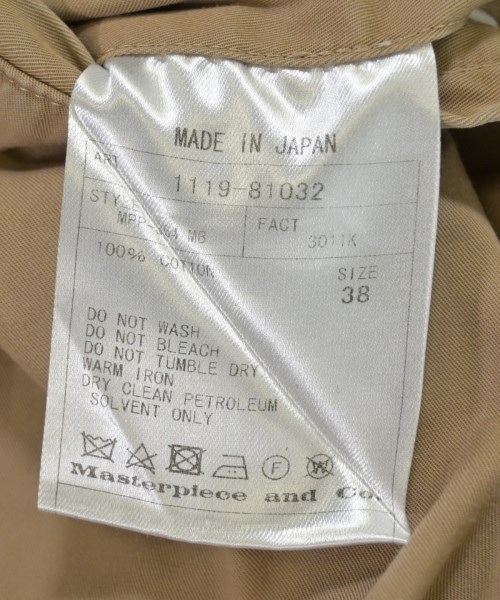 MADE IN JAPAN
ART
1119-81032
STYLE FACT
MB 3011K
100% COTTON
SIZE
38
DO NOT WASH
DO NOT BLEACH
DO NOT TUMBLE DRY
WARM IRON
DRY CLEAN PETROLEUM
SOLVENT ONLY
F W
Masterpiece and Co.